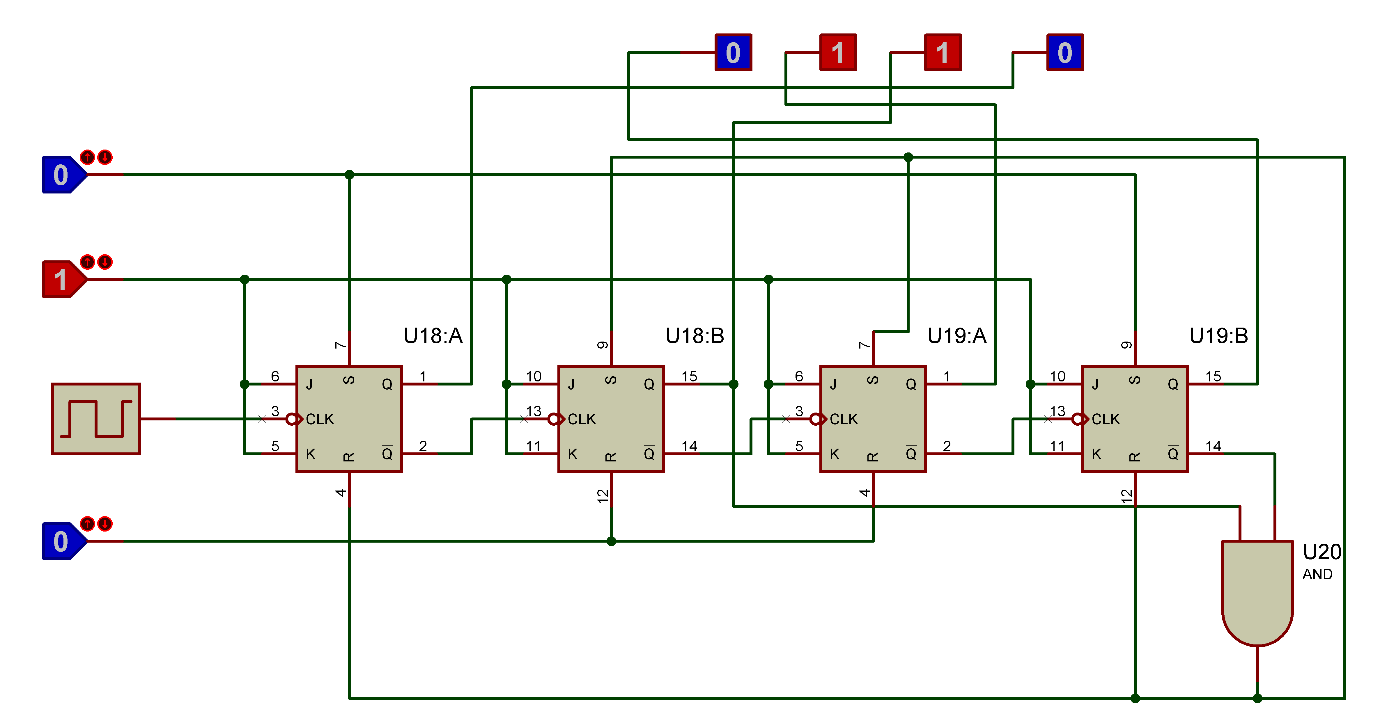 0 1 1 0
0
1
U18:A U18:B U19:A U19:B
7 9 7 9
6 J S Q 1 10 J S Q 15 6 J S Q 1 10 J S Q 15
3 CLK 13 CLK 3 CLK 13 CLK
5 K R Q 2 11 K R Q 14 5 K R Q 2 11 K R Q 14
4 12 4 12
0
U20
AND